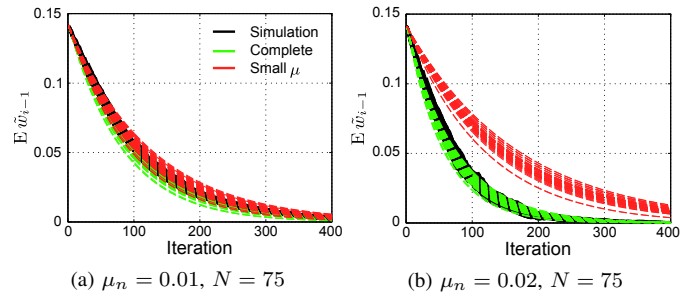 0.15
0.1
0.05
0
E w̃ᵢ₋₁
Simulation
Complete
Small μ
0 100 200 300 400
Iteration
(a) μₙ = 0.01, N = 75
0.15
0.1
0.05
0
E w̃ᵢ₋₁
0 100 200 300 400
Iteration
(b) μₙ = 0.02, N = 75